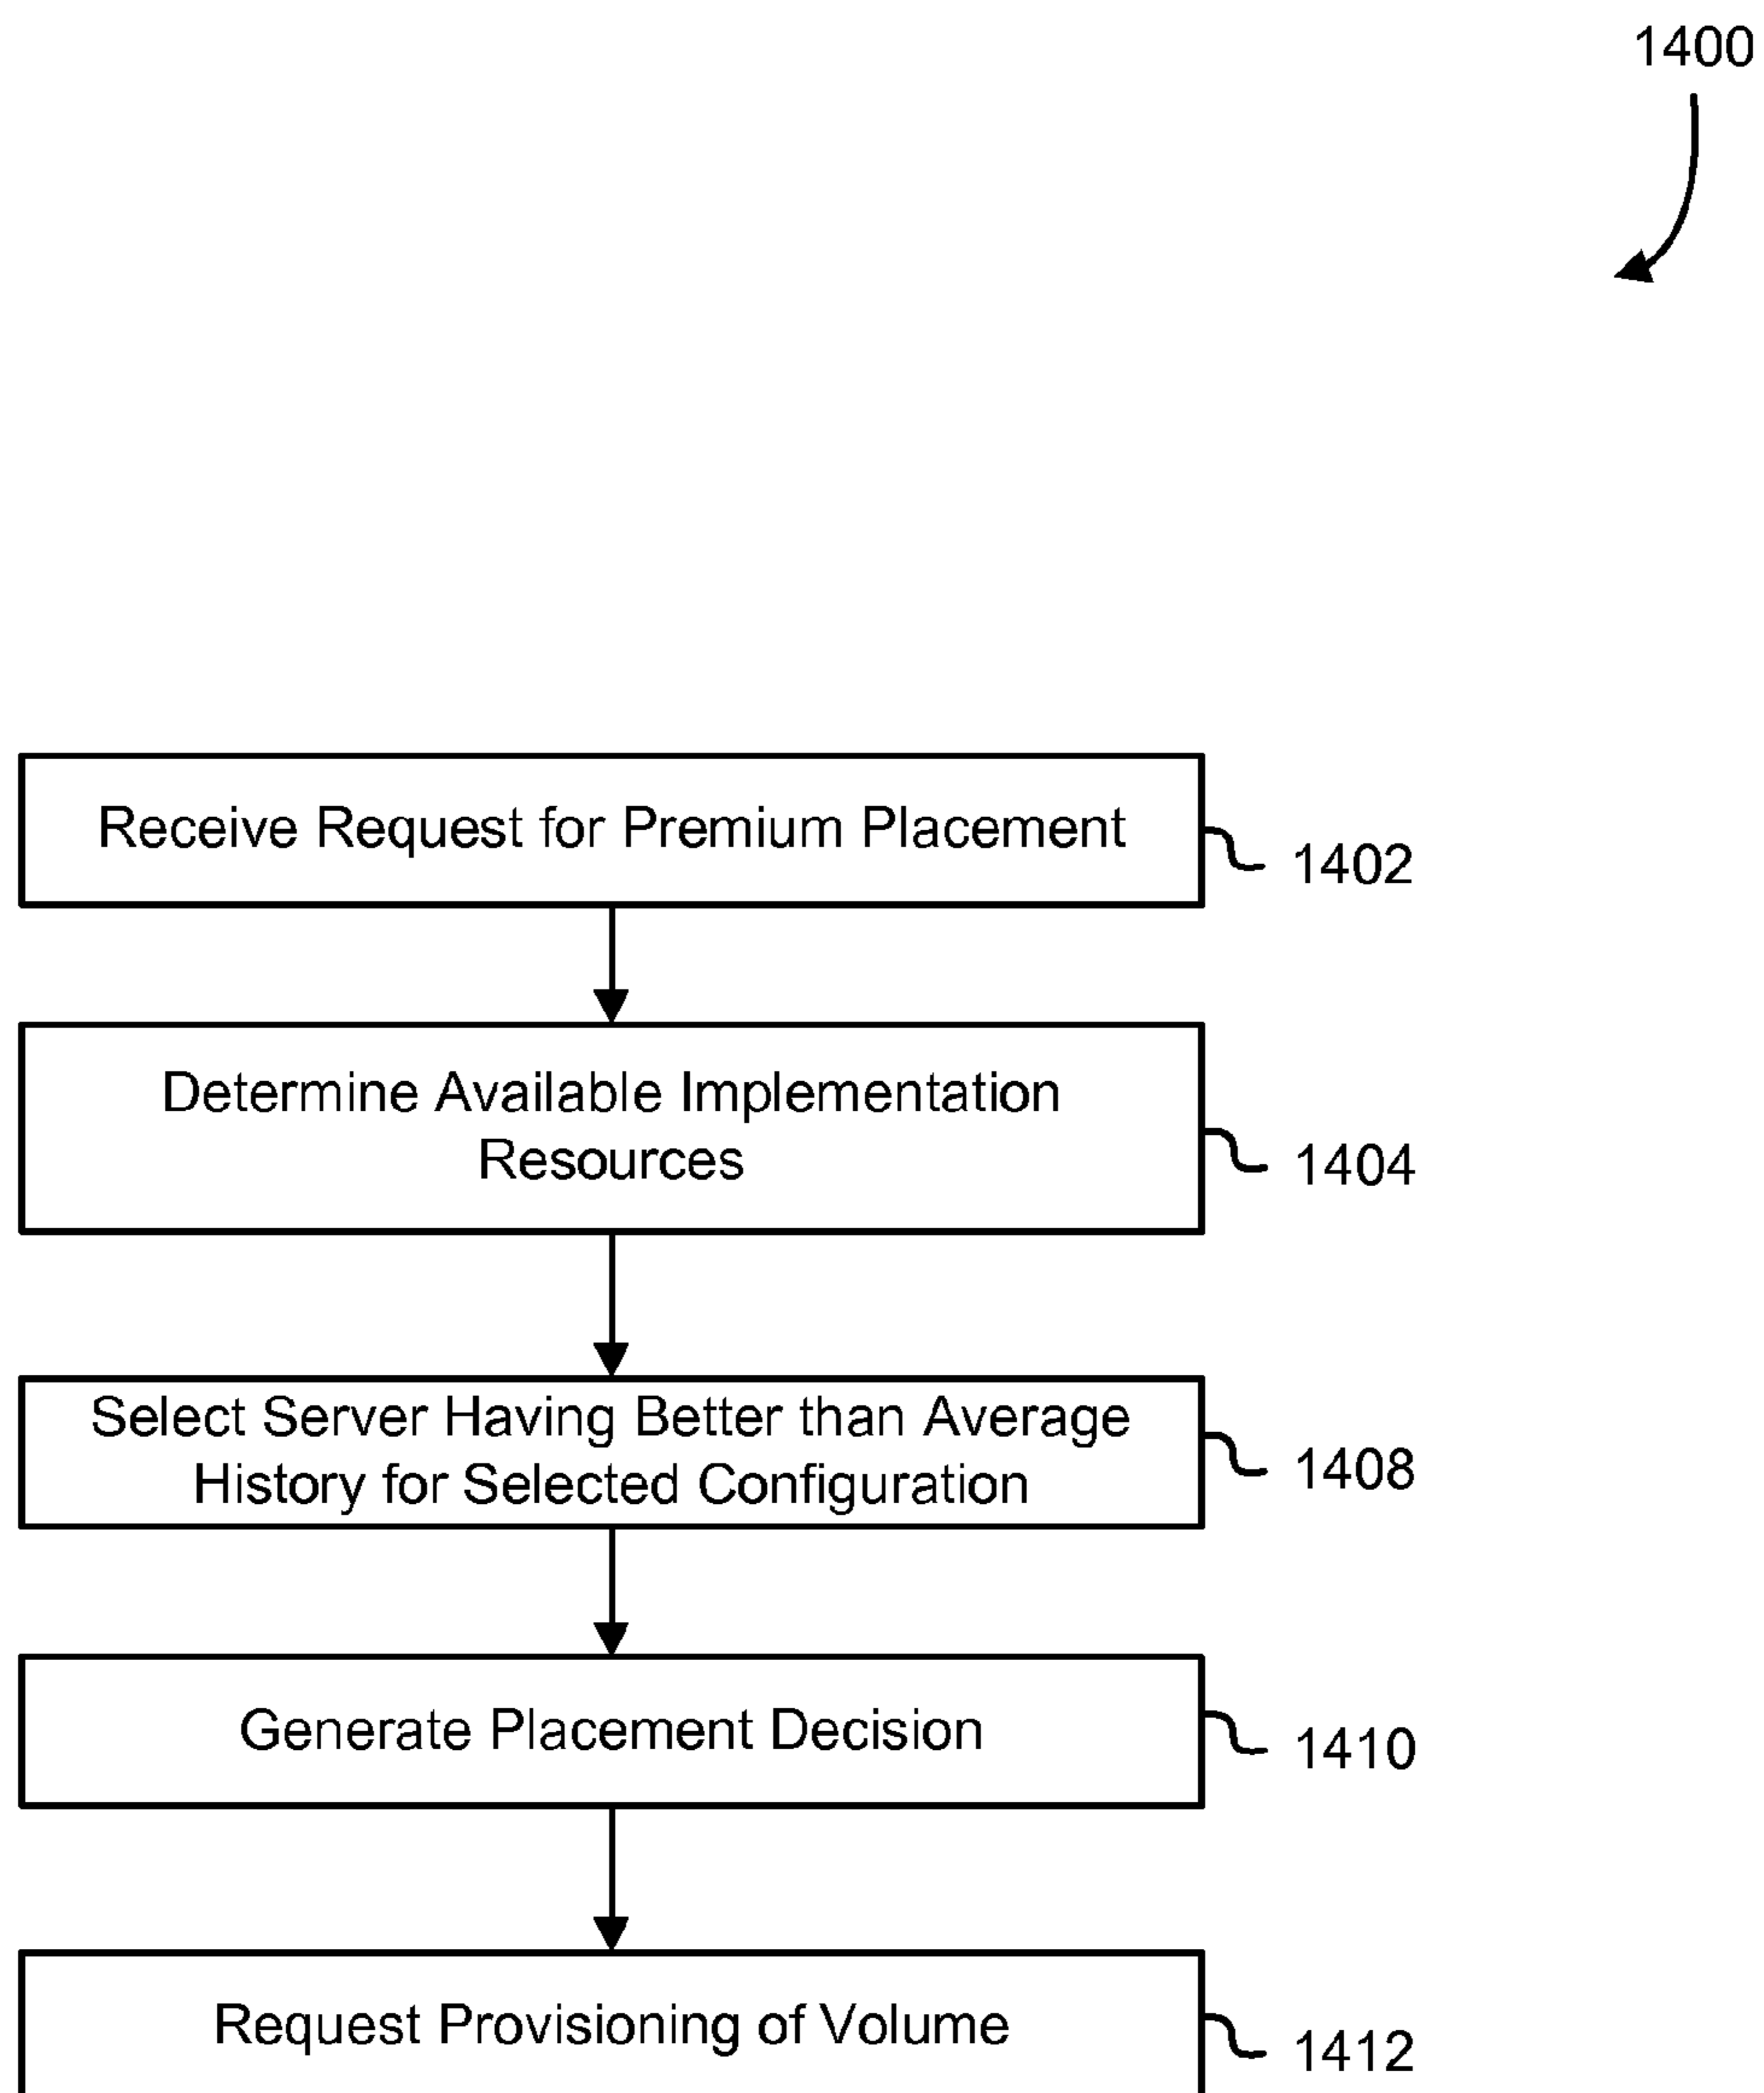 1400
Receive Request for Premium Placement
1402
Determine Available Implementation
Resources
1404
Select Server Having Better than Average
History for Selected Configuration
1408
Generate Placement Decision
1410
Request Provisioning of Volume
1412